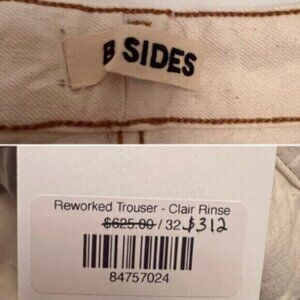 B SIDES
Reworked Trouser - Clair Rinse
$625.00 / 32 $312
84757024